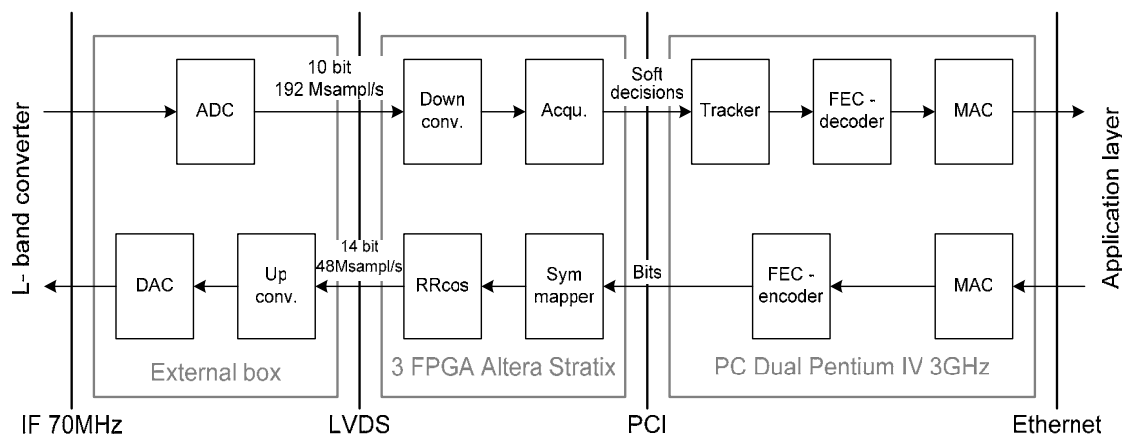 L- band converter
ADC
10 bit
192 Msampl/s
Down
conv.
Acqu.
Soft
decisions
Tracker
FEC -
decoder
MAC
Application layer
DAC
Up
conv.
14 bit
48Msampl/s
RRcos
Sym
mapper
Bits
FEC -
encoder
MAC
External box
3 FPGA Altera Stratix
PC Dual Pentium IV 3GHz
IF 70MHz
LVDS
PCI
Ethernet